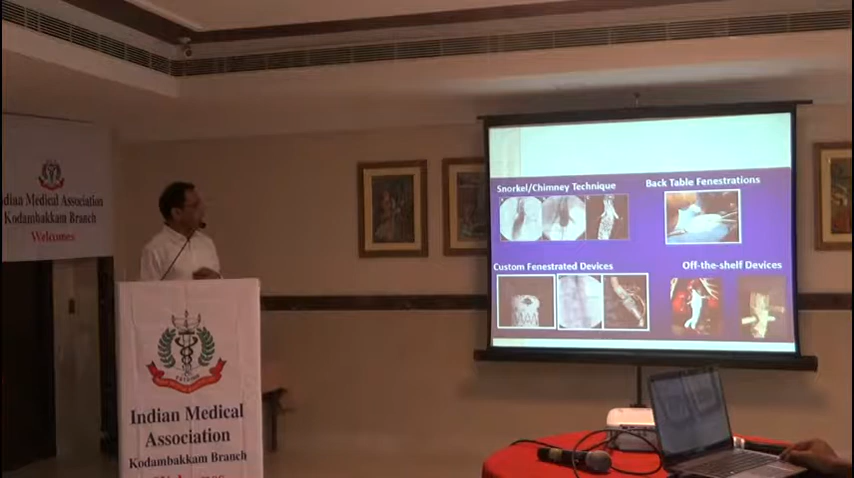 Indian Medical Association
Kodambakkam Branch
Welcomes
Snorkel/Chimney Technique
Back Table Fenestrations
Custom Fenestrated Devices
Off-the-shelf Devices
Indian Medical
Association
Kodambakkam Branch